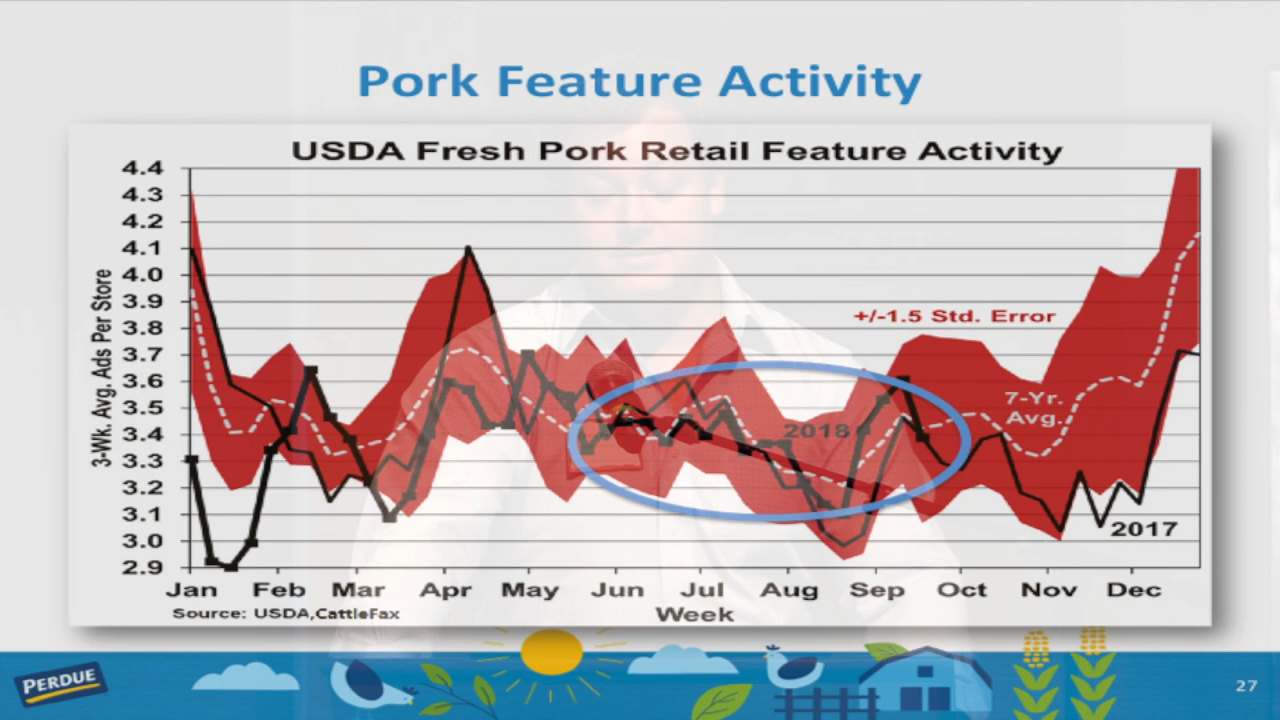 Pork Feature Activity
USDA Fresh Pork Retail Feature Activity
3-Wk. Avg. Ads Per Store
4.4
4.3
4.2
4.1
4.0
3.9
3.8
3.7
3.6
3.5
3.4
3.3
3.2
3.1
3.0
2.9
+/-1.5 Std. Error
7-Yr.
Avg.
2018
2017
Jan Feb Mar Apr May Jun Jul Aug Sep Oct Nov Dec
Source: USDA,CattleFax
Week
PERDUE
27